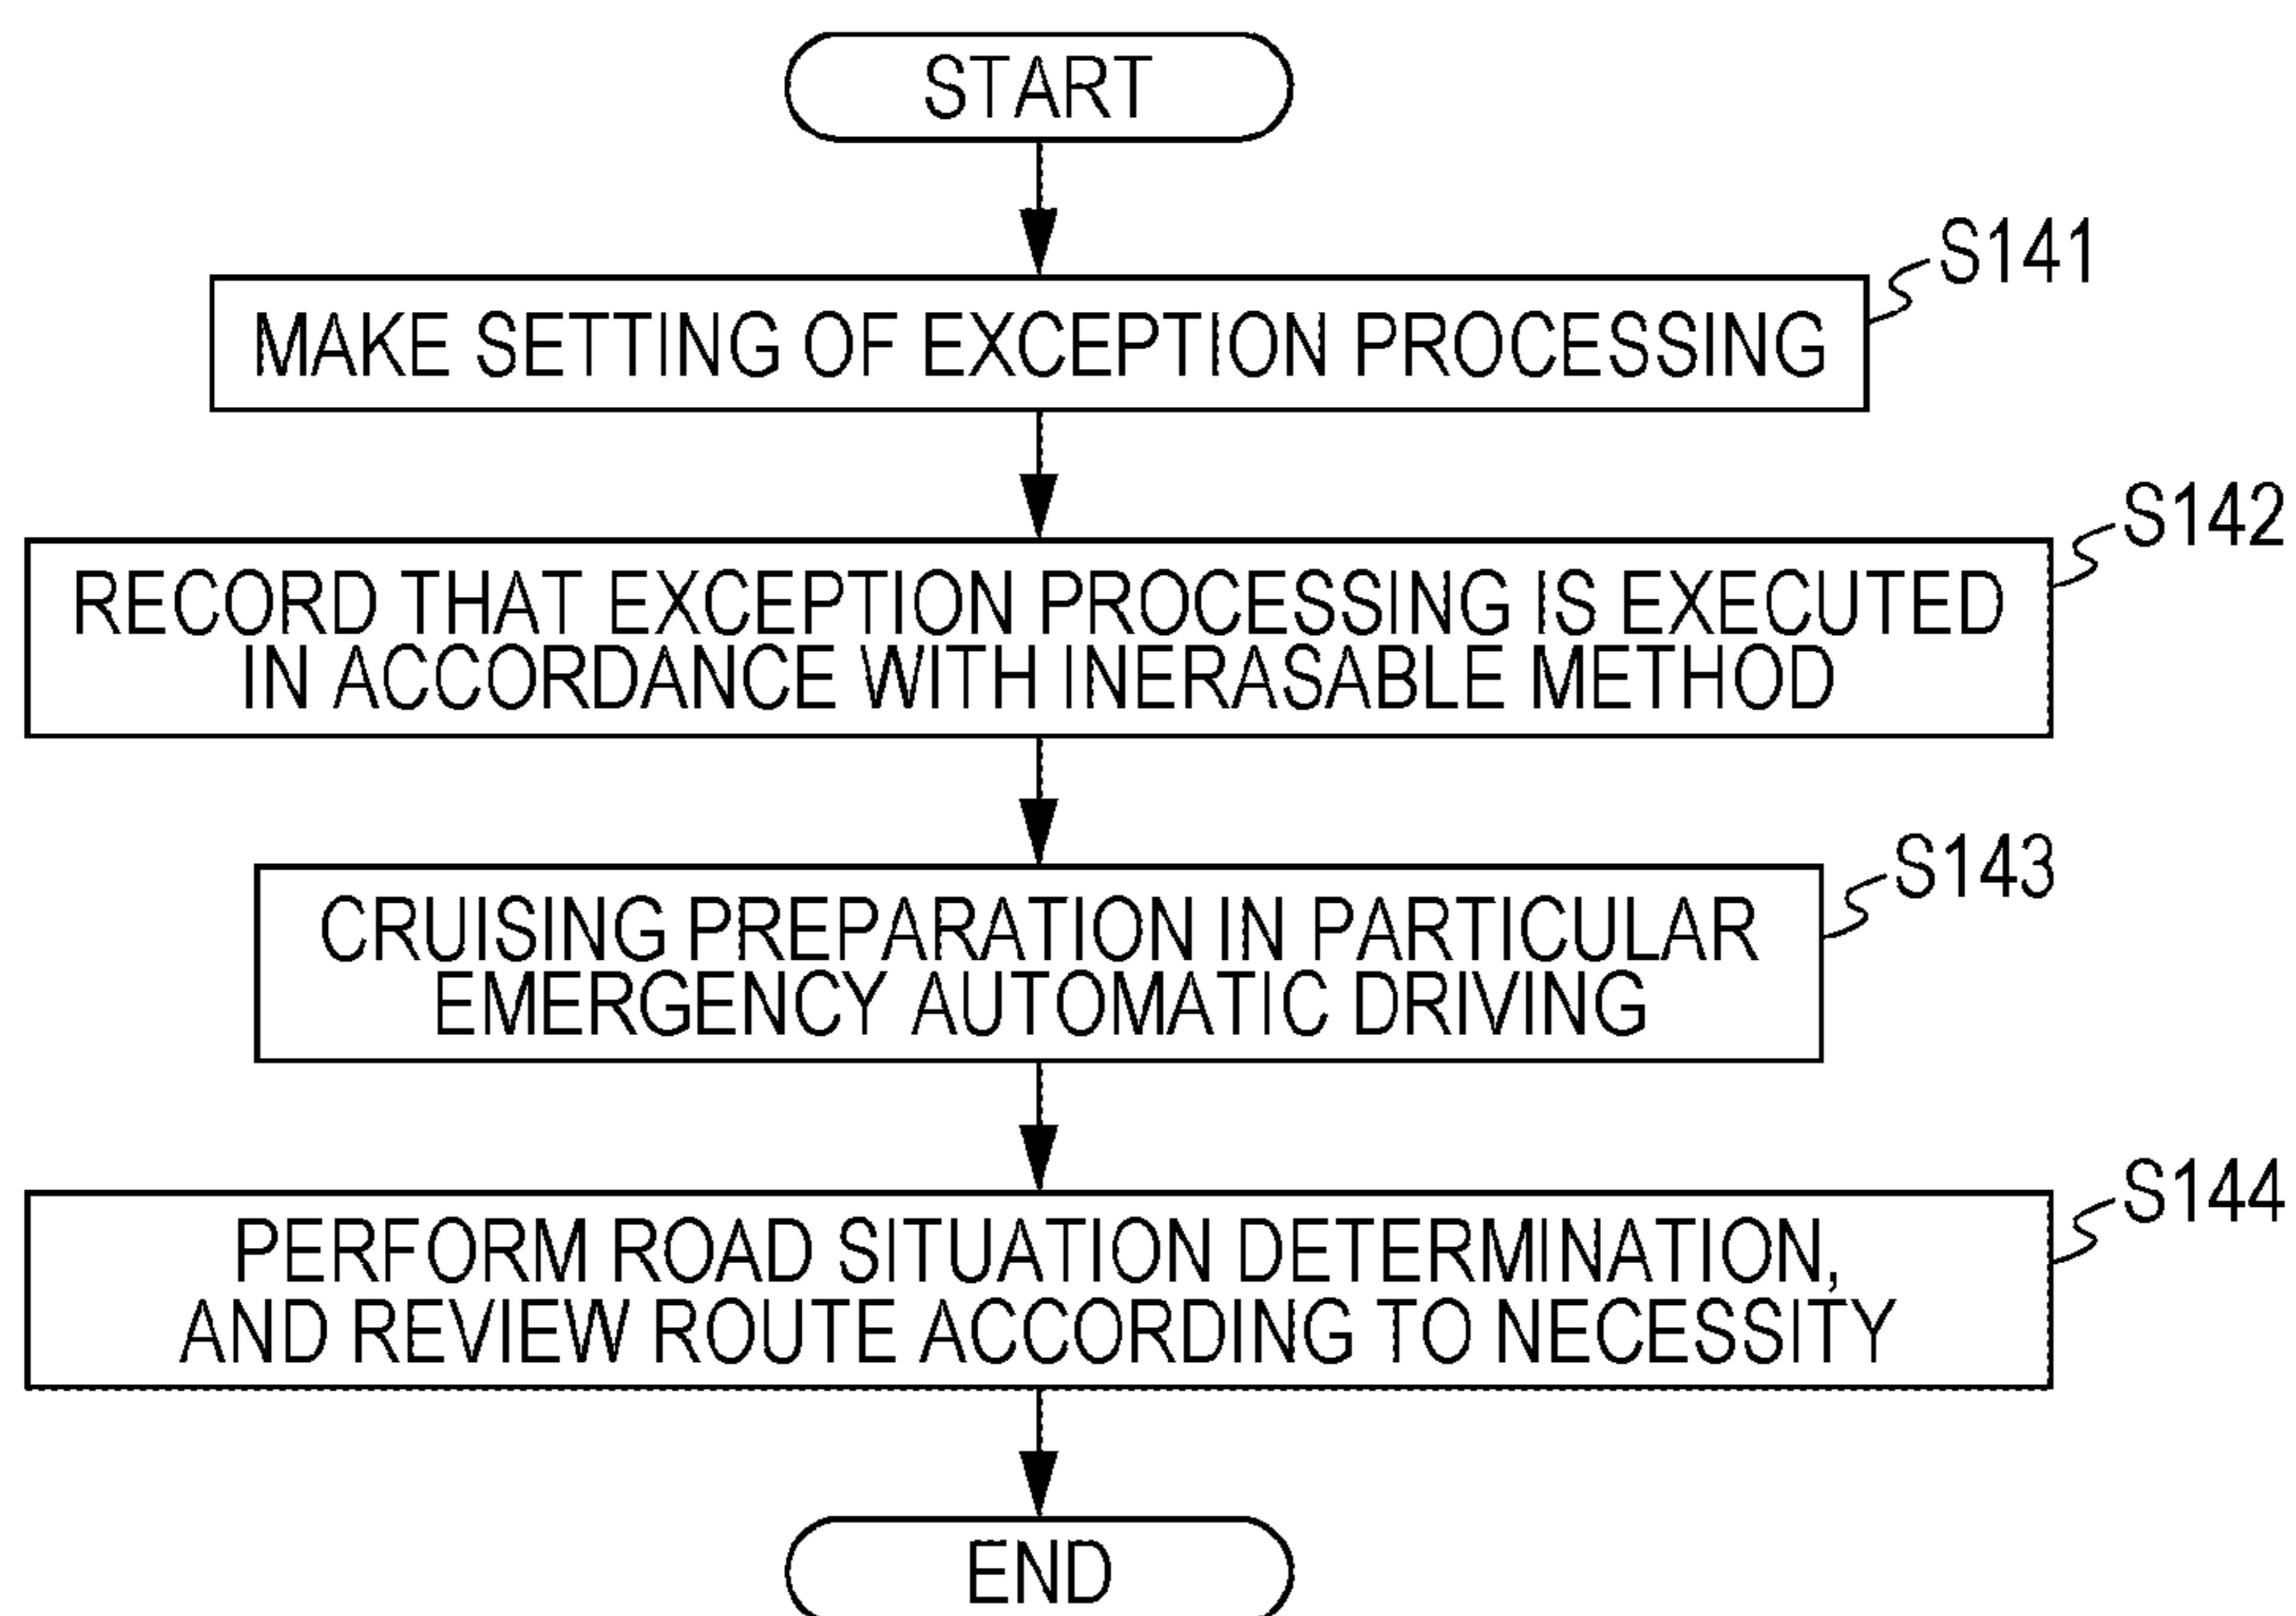 START
S141
MAKE SETTING OF EXCEPTION PROCESSING
S142
RECORD THAT EXCEPTION PROCESSING IS EXECUTED
IN ACCORDANCE WITH INERASABLE METHOD
S143
CRUISING PREPARATION IN PARTICULAR
EMERGENCY AUTOMATIC DRIVING
S144
PERFORM ROAD SITUATION DETERMINATION,
AND REVIEW ROUTE ACCORDING TO NECESSITY
END